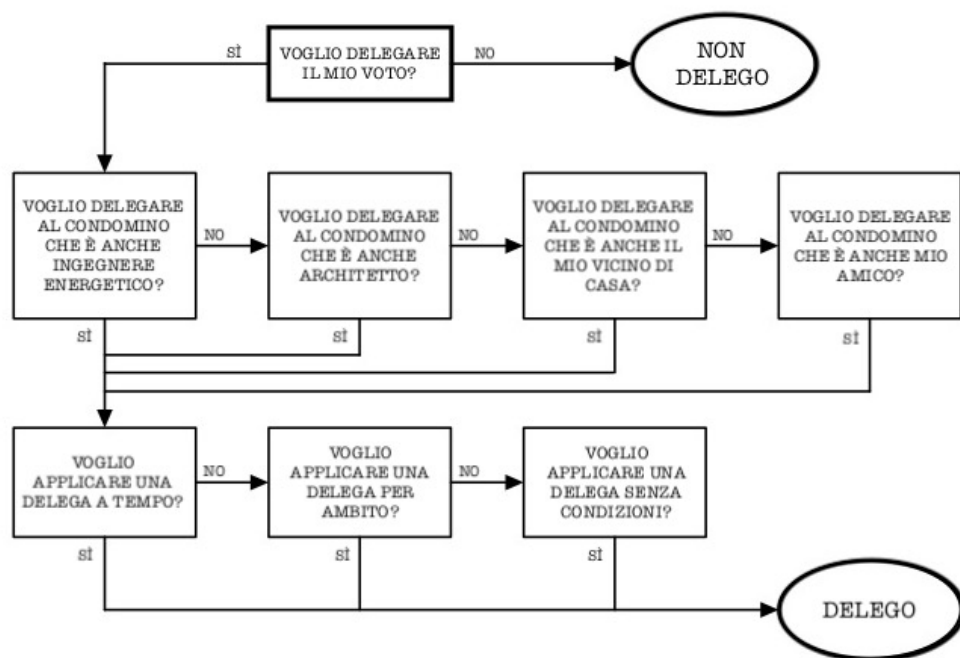 SÌ
VOGLIO DELEGARE
IL MIO VOTO?
NO
NON
DELEGO
VOGLIO DELEGARE
AL CONDOMINO
CHE È ANCHE
INGEGNERE
ENERGETICO?
NO
VOGLIO DELEGARE
AL CONDOMINO
CHE È ANCHE
ARCHITETTO?
NO
VOGLIO DELEGARE
AL CONDOMINO
CHE È ANCHE IL
MIO VICINO DI
CASA?
NO
VOGLIO DELEGARE
AL CONDOMINO
CHE È ANCHE MIO
AMICO?
SÌ
SÌ
SÌ
SÌ
VOGLIO
APPLICARE UNA
DELEGA A TEMPO?
NO
VOGLIO
APPLICARE UNA
DELEGA PER
AMBITO?
NO
VOGLIO
APPLICARE UNA
DELEGA SENZA
CONDIZIONI?
SÌ
SÌ
SÌ
DELEGO